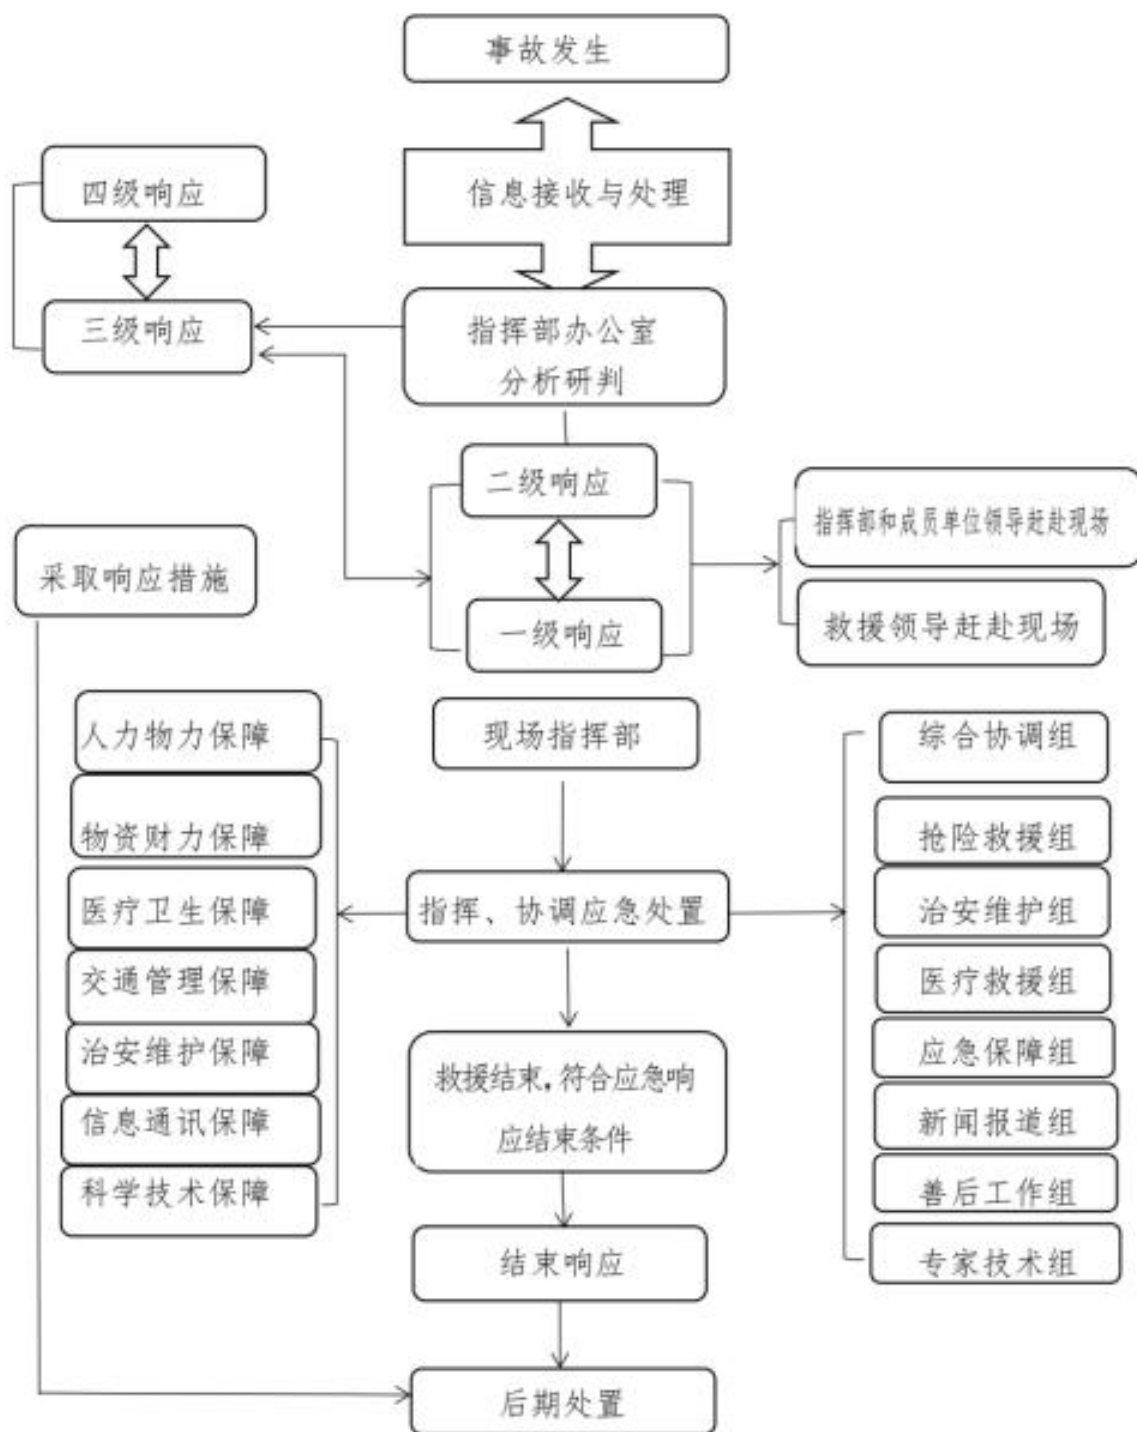 事故发生
信息接收与处理
四级响应
三级响应
指挥部办公室
分析研判
二级响应
一级响应
指挥部和成员单位领导赶赴现场
救援领导赶赴现场
采取响应措施
现场指挥部
人力物力保障
物资财力保障
医疗卫生保障
交通管理保障
治安维护保障
信息通讯保障
科学技术保障
指挥、协调应急处置
综合协调组
抢险救援组
治安维护组
医疗救援组
应急保障组
新闻报道组
善后工作组
专家技术组
救援结束，符合应急响
应结束条件
结束响应
后期处置